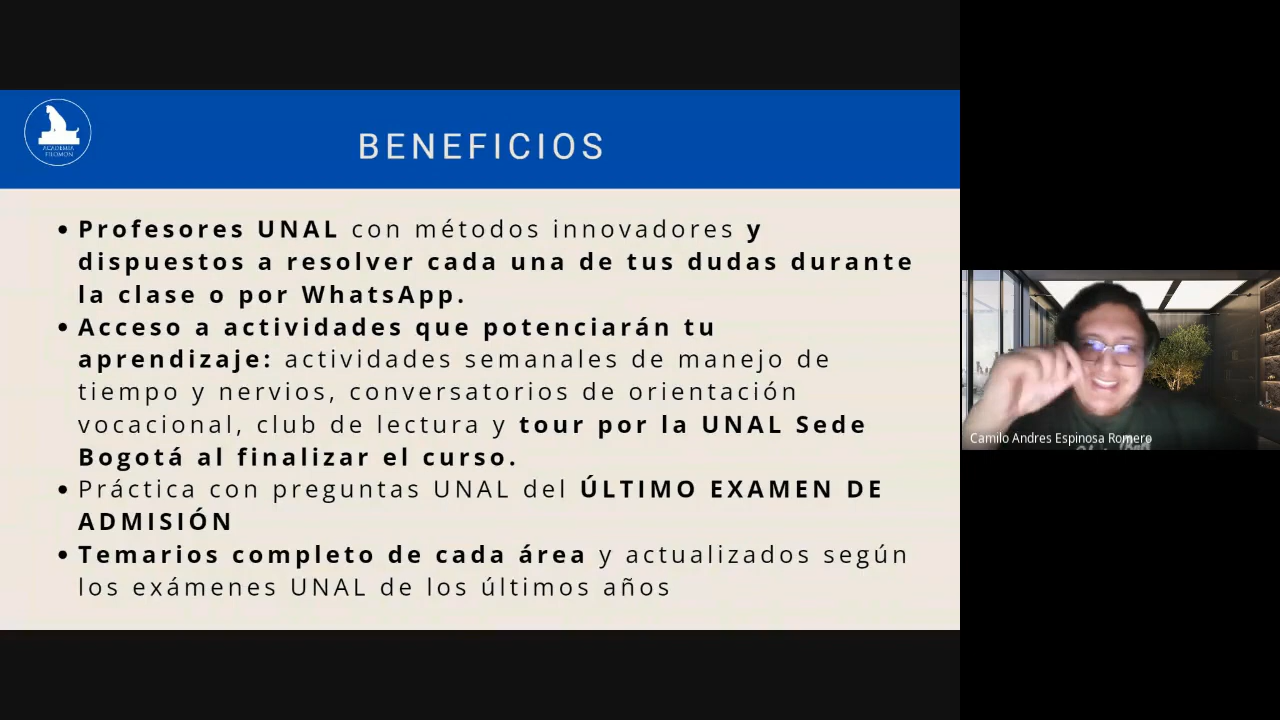 ACADEMIA
FILOMÓN
BENEFICIOS
• Profesores UNAL con métodos innovadores y
dispuestos a resolver cada una de tus dudas durante
la clase o por WhatsApp.
• Acceso a actividades que potenciarán tu
aprendizaje: actividades semanales de manejo de
tiempo y nervios, conversatorios de orientación
vocacional, club de lectura y tour por la UNAL Sede
Bogotá al finalizar el curso.
• Práctica con preguntas UNAL del ÚLTIMO EXAMEN DE
ADMISIÓN
• Temarios completo de cada área y actualizados según
los exámenes UNAL de los últimos años
Camilo Andres Espinosa Romero